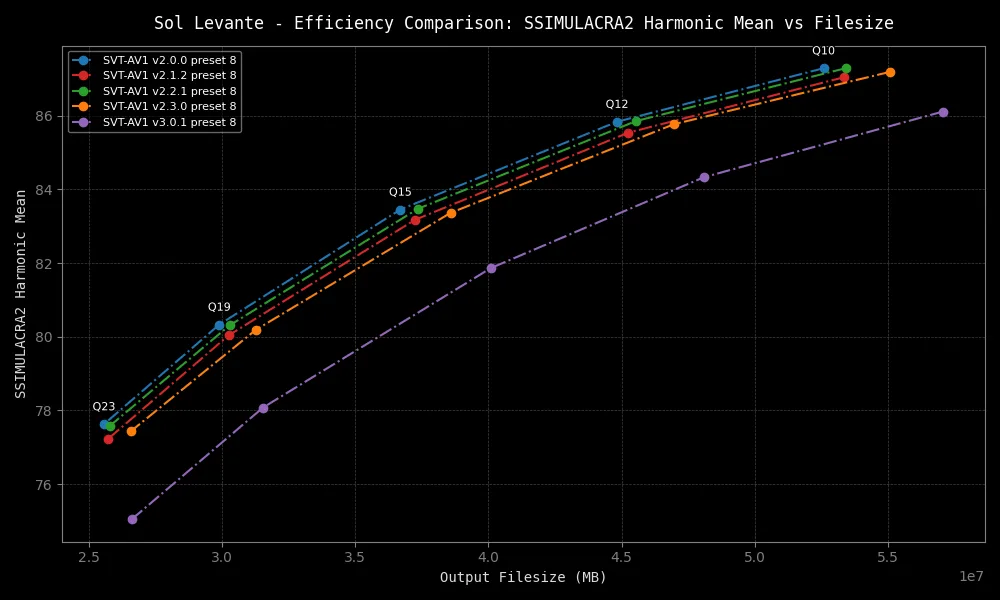 Sol Levante - Efficiency Comparison: SSIMULACRA2 Harmonic Mean vs Filesize
SVT-AV1 v2.0.0 preset 8
SVT-AV1 v2.1.2 preset 8
SVT-AV1 v2.2.1 preset 8
SVT-AV1 v2.3.0 preset 8
SVT-AV1 v3.0.1 preset 8
Q10
Q12
Q15
Q19
Q23
SSIMULACRA2 Harmonic Mean
86
84
82
80
78
76
2.5 3.0 3.5 4.0 4.5 5.0 5.5
1e7
Output Filesize (MB)